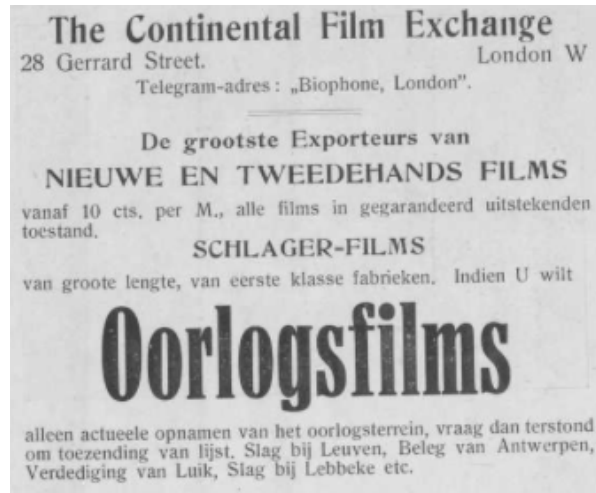 The Continental Film Exchange
28 Gerrard Street. London W
Telegram-adres: „Biophone, London”.
De grootste Exporteurs van
NIEUWE EN TWEEDEHANDS FILMS
vanaf 10 cts. per M., alle films in gegarandeerd uitstekenden
toestand.
SCHLAGER-FILMS
van groote lengte, van eerste klasse fabrieken. Indien U wilt
Oorlogsfilms
alleen actueele opnamen van het oorlogsterrein, vraag dan terstond
om toezending van lijst. Slag bij Leuven, Beleg van Antwerpen,
Verdediging van Luik, Slag bij Lebbeke etc.